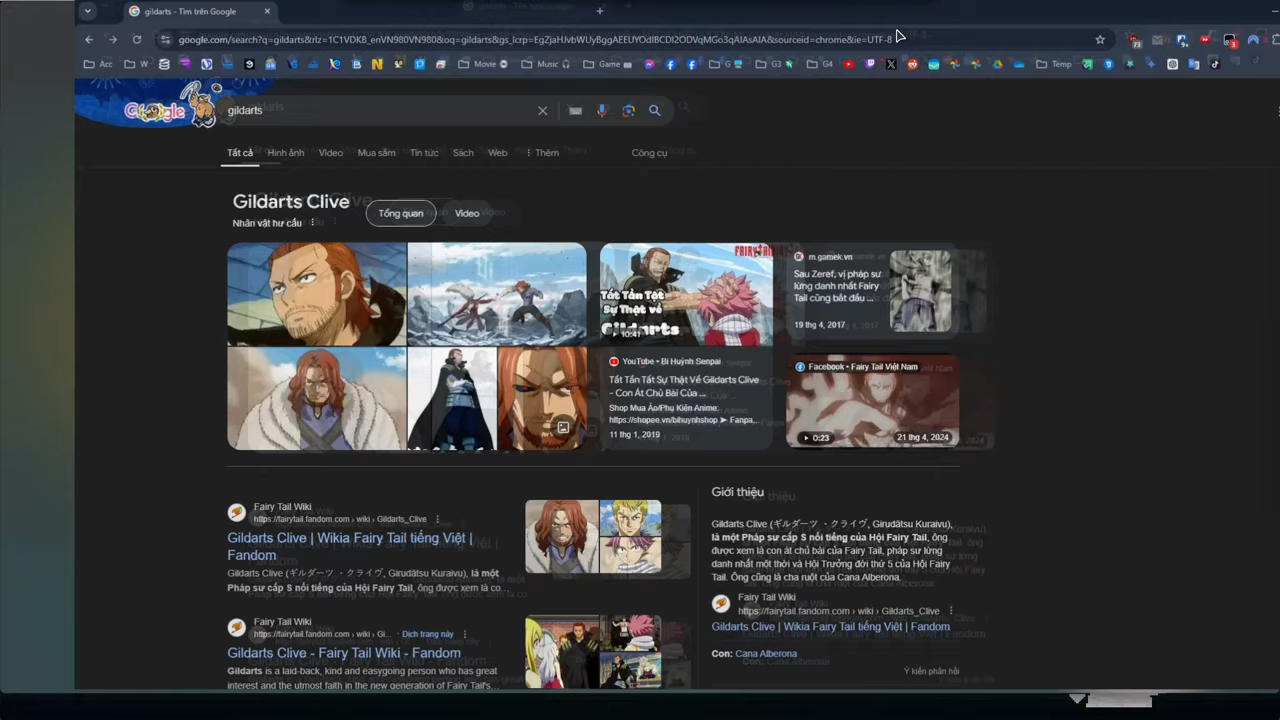 gildarts - Tìm trên Google
google.com/search?q=gildarts&rlz=1C1VDKB_enVN980VN980&oq=gildarts&gs_lcrp=EgZjaHJvbWUyBggAEEUYOdIBCDI2ODVqMGo3qAIAsAIA&sourceid=chrome&ie=UTF-8
Acc
W
Movie
Music
Game
G
G3
G4
Temp
Google
gildarts
Tất cả
Hình ảnh
Video
Mua sắm
Tin tức
Sách
Web
Thêm
Công cụ
Gildarts Clive
Nhân vật hư cấu
Tổng quan
Video
FAIRY TAIL
Tất Tần Tật
Sự Thật về
Gildarts
10:41
YouTube • Bi Huỳnh Senpai
Tất Tần Tất Sự Thật Về Gildarts Clive
- Con Át Chủ Bài Của ...
Shop Mua Áo/Phụ Kiện Anime:
https://shopee.vn/bihuynhshop ➤ Fanpa...
11 thg 1, 2019
m.gamek.vn
Sau Zeref, vị pháp sư
lừng danh nhất Fairy
Tail cũng bắt đầu ...
19 thg 4, 2017
Facebook • Fairy Tail Việt Nam
0:23
21 thg 4, 2024
Fairy Tail Wiki
https://fairytail.fandom.com › wiki › Gildarts_Clive
Gildarts Clive | Wikia Fairy Tail tiếng Việt |
Fandom
Gildarts Clive (ギルダーツ ・クライヴ, Girudātsu Kuraivu), là một
Pháp sư cấp S nổi tiếng của Hội Fairy Tail, ông được xem là co...
Fairy Tail Wiki
https://fairytail.fandom.com › wiki › Gi...
Dịch trang này
Gildarts Clive - Fairy Tail Wiki - Fandom
Gildarts is a laid-back, kind and easygoing person who has great
interest and the utmost faith in the new generation of Fairy Tail's...
Giới thiệu
Gildarts Clive (ギルダーツ ・クライヴ, Girudātsu Kuraivu),
là một Pháp sư cấp S nổi tiếng của Hội Fairy Tail, ông
được xem là con át chủ bài của Fairy Tail, pháp sư lừng
danh nhất và Hội Trưởng đời thứ 5 của Hội Fairy
Tail. Ông cũng là cha ruột của Cana Alberona.
Fairy Tail Wiki
https://fairytail.fandom.com › wiki › Gildarts_Clive
Gildarts Clive | Wikia Fairy Tail tiếng Việt | Fandom
Con: Cana Alberona
Ý kiến phản hồi